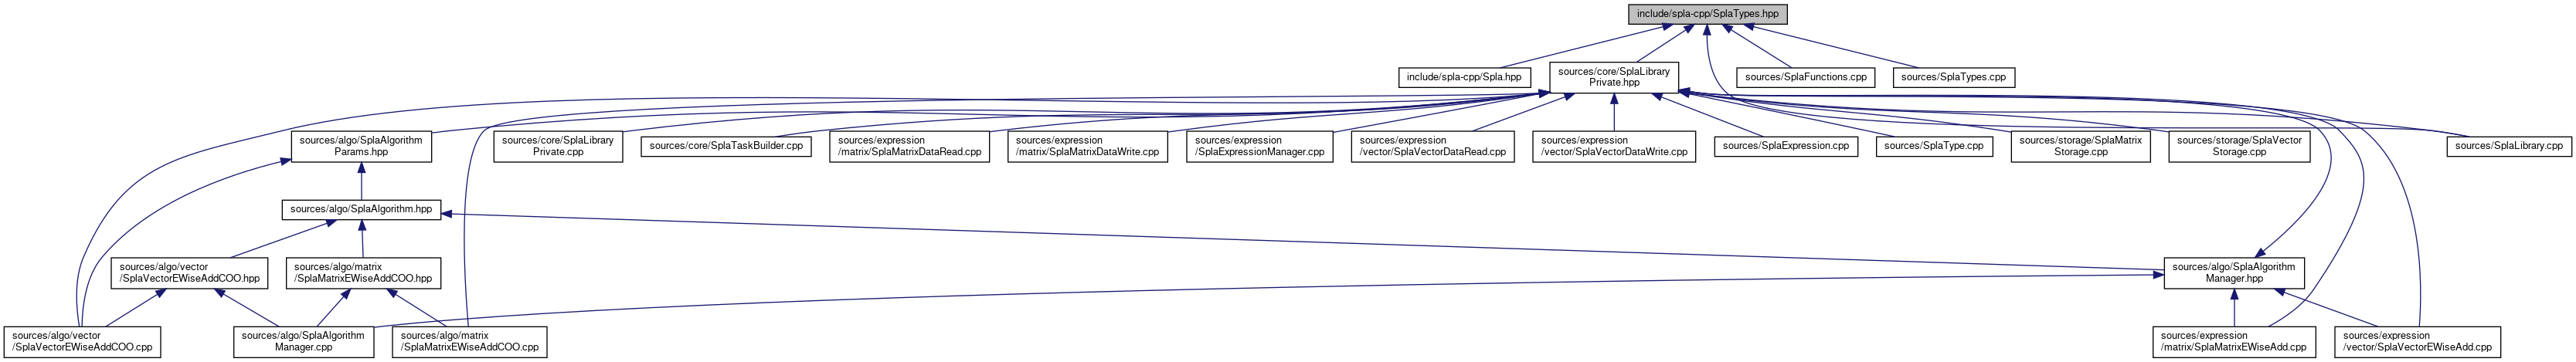 include/spla-cpp/SplaTypes.hpp
include/spla-cpp/Spla.hpp
sources/core/SplaLibrary
Private.hpp
sources/SplaFunctions.cpp
sources/SplaTypes.cpp
sources/algo/SplaAlgorithm
Params.hpp
sources/core/SplaLibrary
Private.cpp
sources/core/SplaTaskBuilder.cpp
sources/expression
/matrix/SplaMatrixDataRead.cpp
sources/expression
/matrix/SplaMatrixDataWrite.cpp
sources/expression
/SplaExpressionManager.cpp
sources/expression
/vector/SplaVectorDataRead.cpp
sources/expression
/vector/SplaVectorDataWrite.cpp
sources/SplaExpression.cpp
sources/SplaType.cpp
sources/storage/SplaMatrix
Storage.cpp
sources/storage/SplaVector
Storage.cpp
sources/SplaLibrary.cpp
sources/algo/SplaAlgorithm.hpp
sources/algo/vector
/SplaVectorEWiseAddCOO.hpp
sources/algo/matrix
/SplaMatrixEWiseAddCOO.hpp
sources/algo/SplaAlgorithm
Manager.hpp
sources/algo/vector
/SplaVectorEWiseAddCOO.cpp
sources/algo/SplaAlgorithm
Manager.cpp
sources/algo/matrix
/SplaMatrixEWiseAddCOO.cpp
sources/expression
/matrix/SplaMatrixEWiseAdd.cpp
sources/expression
/vector/SplaVectorEWiseAdd.cpp